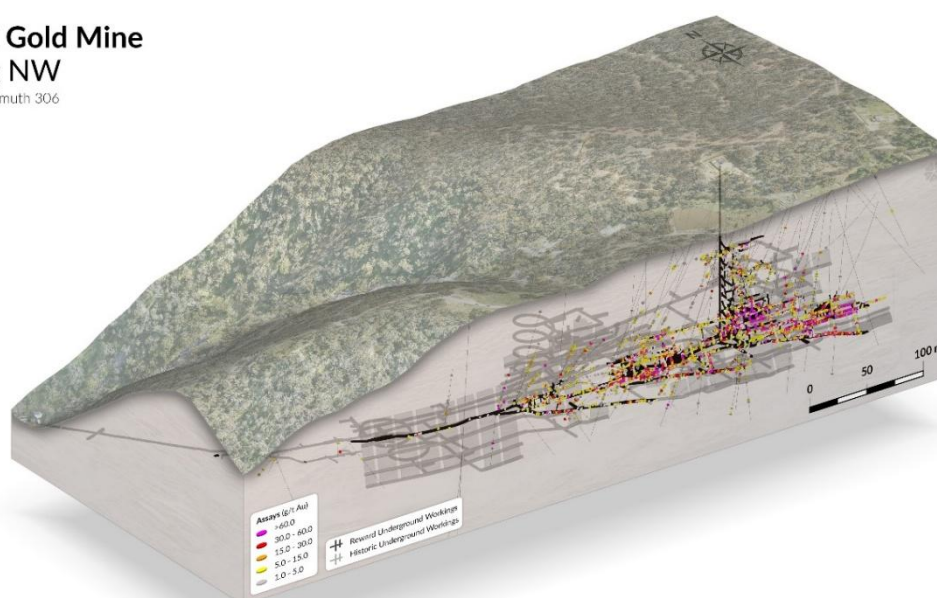 Gold Mine
NW
muth 306
N
0 50 100 m
Assays (g/t Au)
>60.0
30.0 - 60.0
15.0 - 30.0
5.0 - 15.0
1.0 - 5.0
Reward Underground Workings
Historic Underground Workings